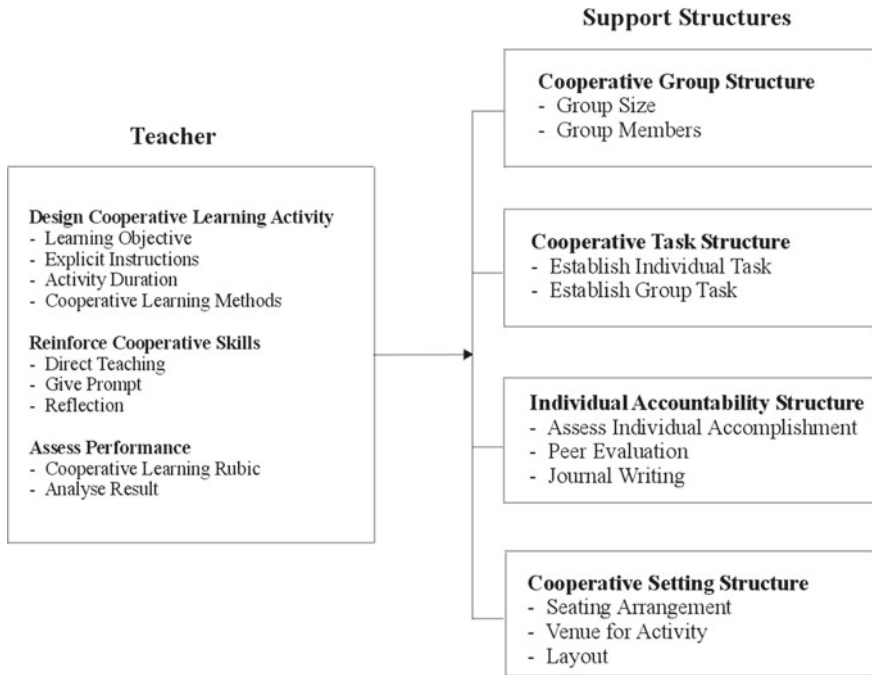 Teacher
Design Cooperative Learning Activity
- Learning Objective
- Explicit Instructions
- Activity Duration
- Cooperative Learning Methods
Reinforce Cooperative Skills
- Direct Teaching
- Give Prompt
- Reflection
Assess Performance
- Cooperative Learning Rubic
- Analyse Result
Support Structures
Cooperative Group Structure
- Group Size
- Group Members
Cooperative Task Structure
- Establish Individual Task
- Establish Group Task
Individual Accountability Structure
- Assess Individual Accomplishment
- Peer Evaluation
- Journal Writing
Cooperative Setting Structure
- Seating Arrangement
- Venue for Activity
- Layout